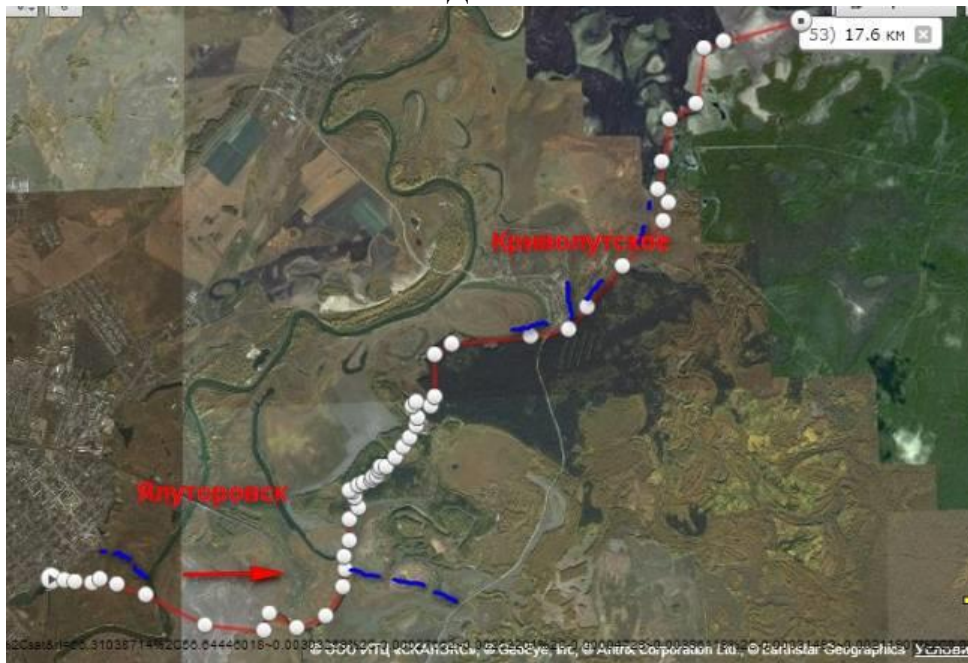 53) 17.6 км
Криволутское
Ялуторовск
© ООО ИТЦ «СКАНЭКС», © GeoEye, Inc, © Antrix Corporation Ltd., © Earthstar Geographics